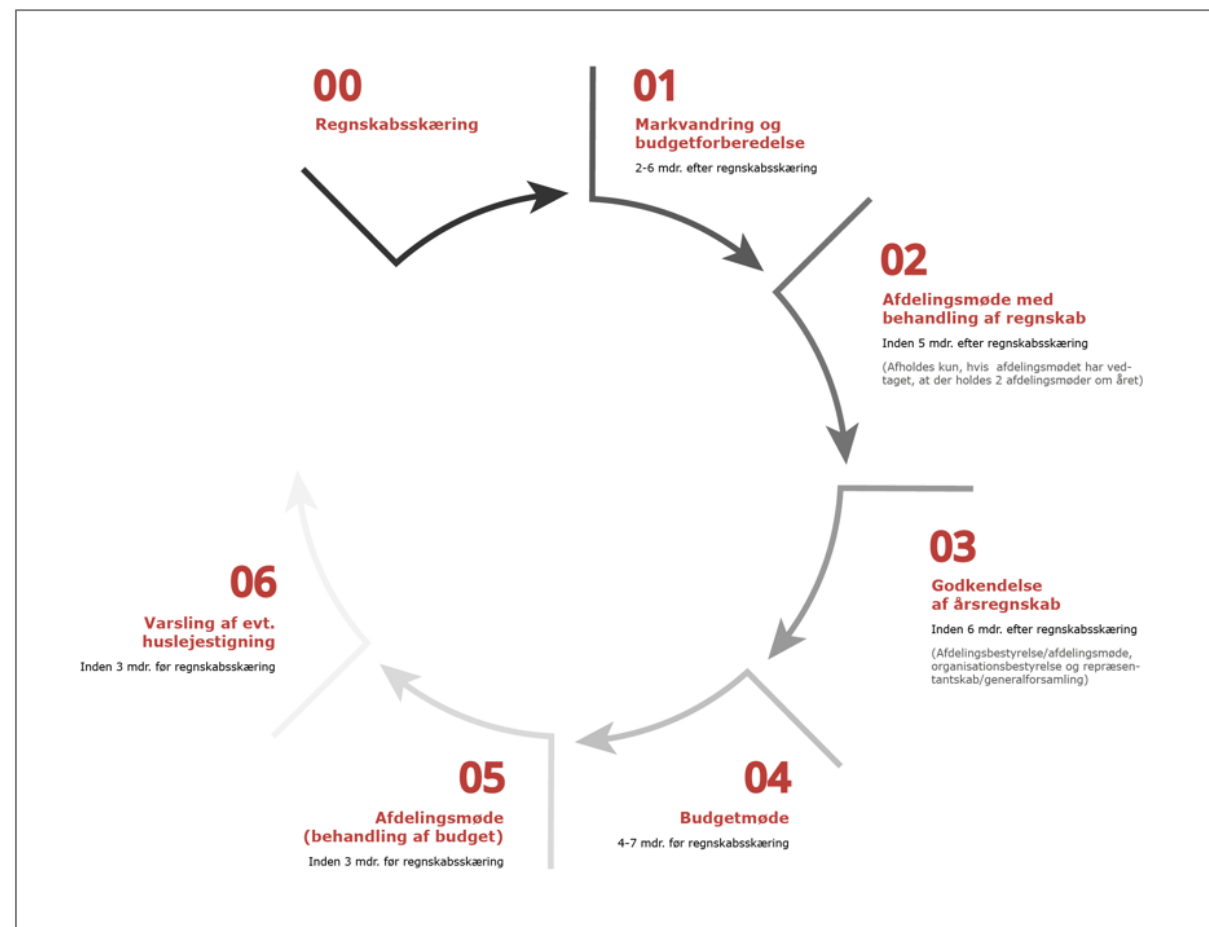 00
Regnskabsskæring
01
Markvandring og
budgetforberedelse
2-6 mdr. efter regnskabsskæring
02
Afdelingsmøde med
behandling af regnskab
Inden 5 mdr. efter regnskabsskæring
(Afholdes kun, hvis  afdelingsmødet har ved-
taget, at der holdes 2 afdelingsmøder om året)
03
Godkendelse
af årsregnskab
Inden 6 mdr. efter regnskabsskæring
(Afdelingsbestyrelse/afdelingsmøde,
organisationsbestyrelse og repræsen-
tantskab/generalforsamling)
04
Budgetmøde
4-7 mdr. før regnskabsskæring
05
Afdelingsmøde
(behandling af budget)
Inden 3 mdr. før regnskabsskæring
06
Varsling af evt.
huslejestigning
Inden 3 mdr. før regnskabsskæring